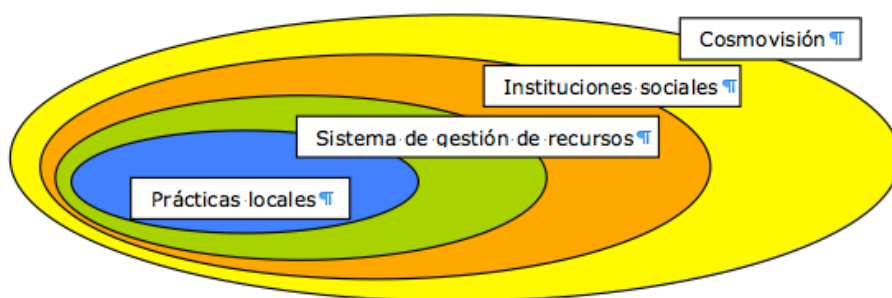 Cosmovisión ¶
Instituciones·sociales ¶
Sistema·de·gestión·de·recursos ¶
Prácticas·locales ¶